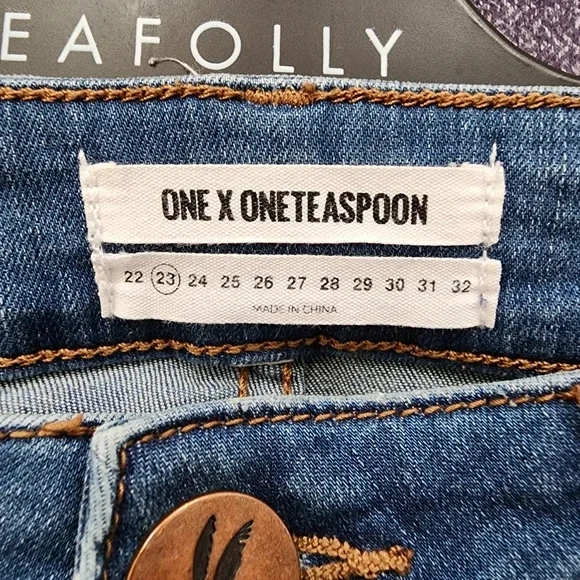 EAFOLLY
ONE X ONETEASPOON
22 23 24 25 26 27 28 29 30 31 32
MADE IN CHINA